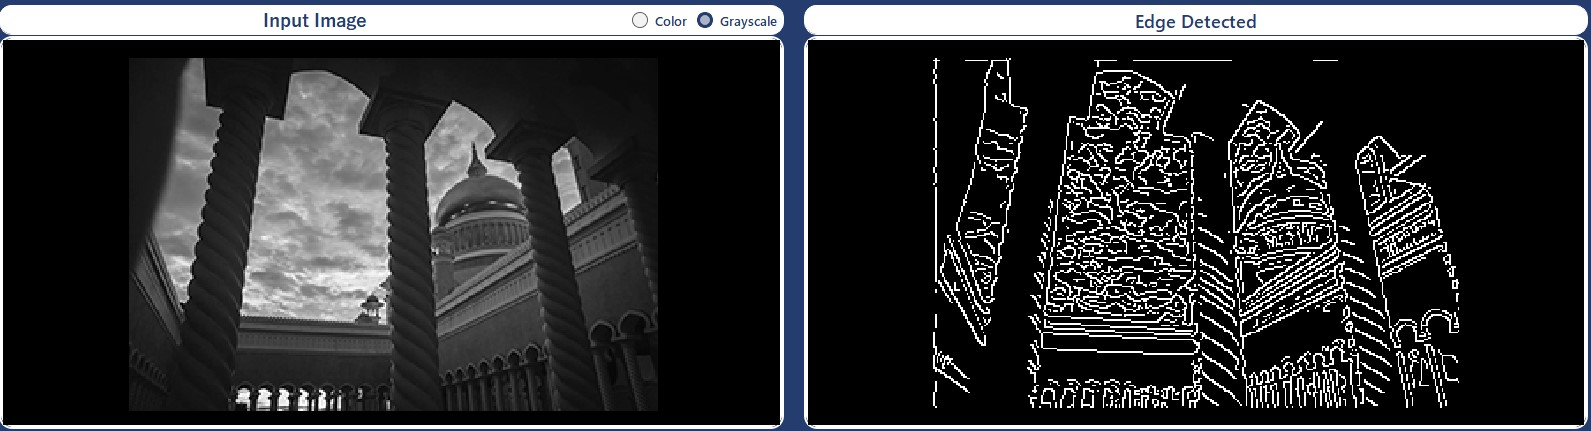 Input Image
Color Grayscale
Edge Detected